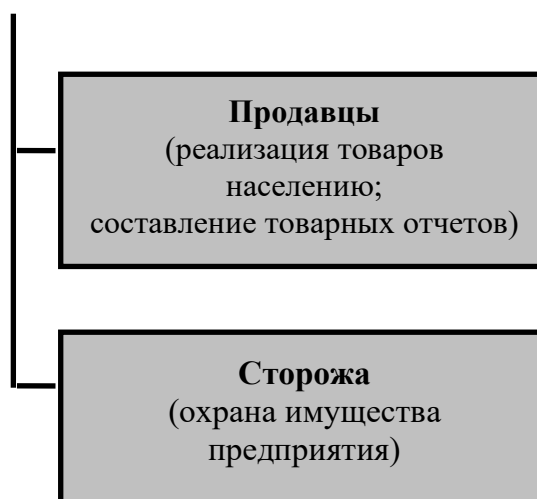 Продавцы
(реализация товаров
населению;
составление товарных отчетов)
Сторожа
(охрана имущества
предприятия)